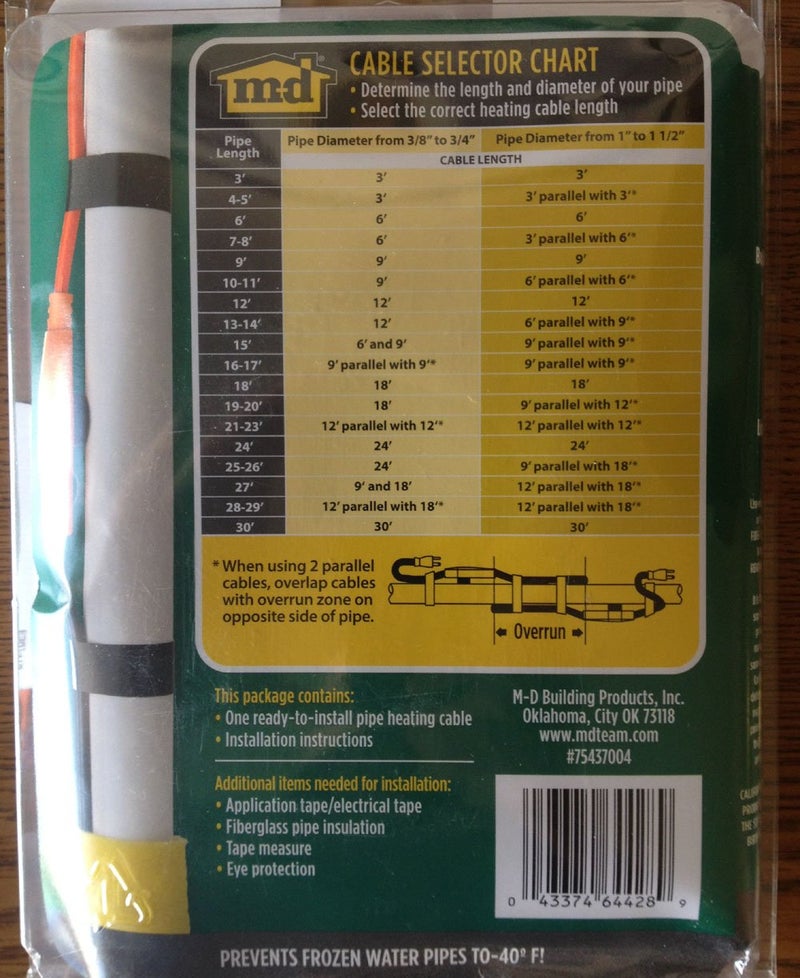 m-d®
CABLE SELECTOR CHART
• Determine the length and diameter of your pipe
• Select the correct heating cable length
Pipe Length
Pipe Diameter from 3/8" to 3/4"
Pipe Diameter from 1" to 1 1/2"
CABLE LENGTH
3' 3' 3'
4-5' 3' 3' parallel with 3'*
6' 6' 6'
7-8' 6' 3' parallel with 6'*
9' 9' 9'
10-11' 9' 6' parallel with 6'*
12' 12' 12'
13-14' 12' 6' parallel with 9'*
15' 6' and 9' 9' parallel with 9'*
16-17' 9' parallel with 9'* 9' parallel with 9'*
18' 18' 18'
19-20' 18' 9' parallel with 12'*
21-23' 12' parallel with 12'* 12' parallel with 12'*
24' 24' 24'
25-26' 24' 9' parallel with 18'*
27' 9' and 18' 12' parallel with 18'*
28-29' 12' parallel with 18'* 12' parallel with 18'*
30' 30' 30'
* When using 2 parallel
cables, overlap cables
with overrun zone on
opposite side of pipe.
Overrun
This package contains:
• One ready-to-install pipe heating cable
• Installation instructions
Additional items needed for installation:
• Application tape/electrical tape
• Fiberglass pipe insulation
• Tape measure
• Eye protection
M-D Building Products, Inc.
Oklahoma, City OK 73118
www.mdteam.com
#75437004
0 43374 64428 9
PREVENTS FROZEN WATER PIPES TO-40° F!